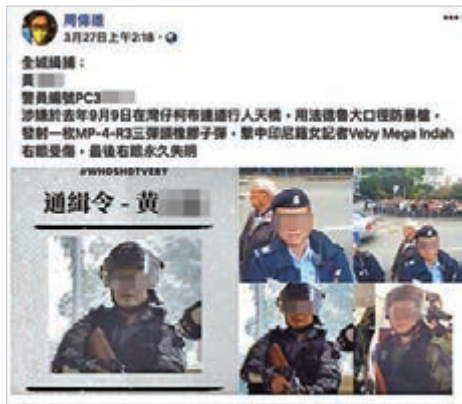 周偉雄
3月27日上午2:18 ·
全城緝捕：
黃
警員編號PC3
涉嫌於去年9月9日在灣仔柯布連道行人天橋，用法德魯大口徑防暴槍，
發射一枚MP-4-R3三彈頭橡膠子彈，擊中印尼籍女記者Veby Mega Indah
右眼受傷，最後右眼永久失明
#WHOSHOTVEBY
通緝令 - 黃